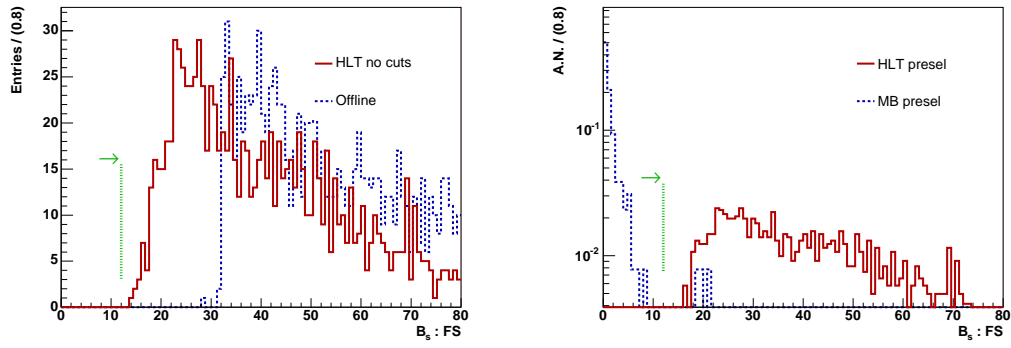 Entries / (0.8)
30
25
20
15
10
5
0
HLT no cuts
Offline
0 10 20 30 40 50 60 70 80
B_s : FS
A.N. / (0.8)
10^-1
10^-2
HLT presel
MB presel
0 10 20 30 40 50 60 70 80
B_s : FS